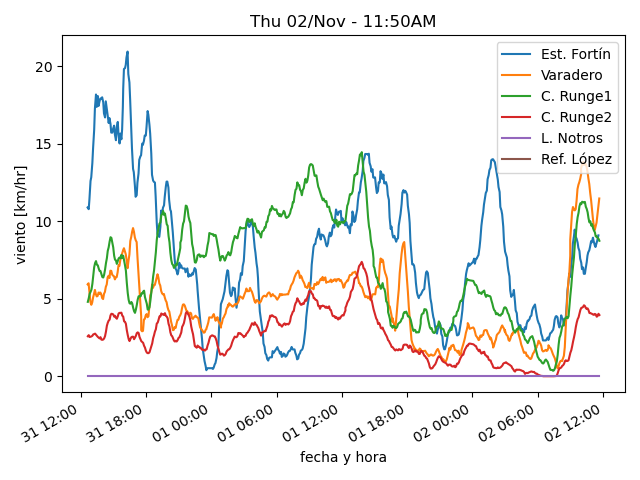 Thu 02/Nov - 11:50AM
Est. Fortín
Varadero
C. Runge1
C. Runge2
L. Notros
Ref. López
viento [km/hr]
20
15
10
5
0
31 12:00
31 18:00
01 00:00
01 06:00
01 12:00
01 18:00
02 00:00
02 06:00
02 12:00
fecha y hora